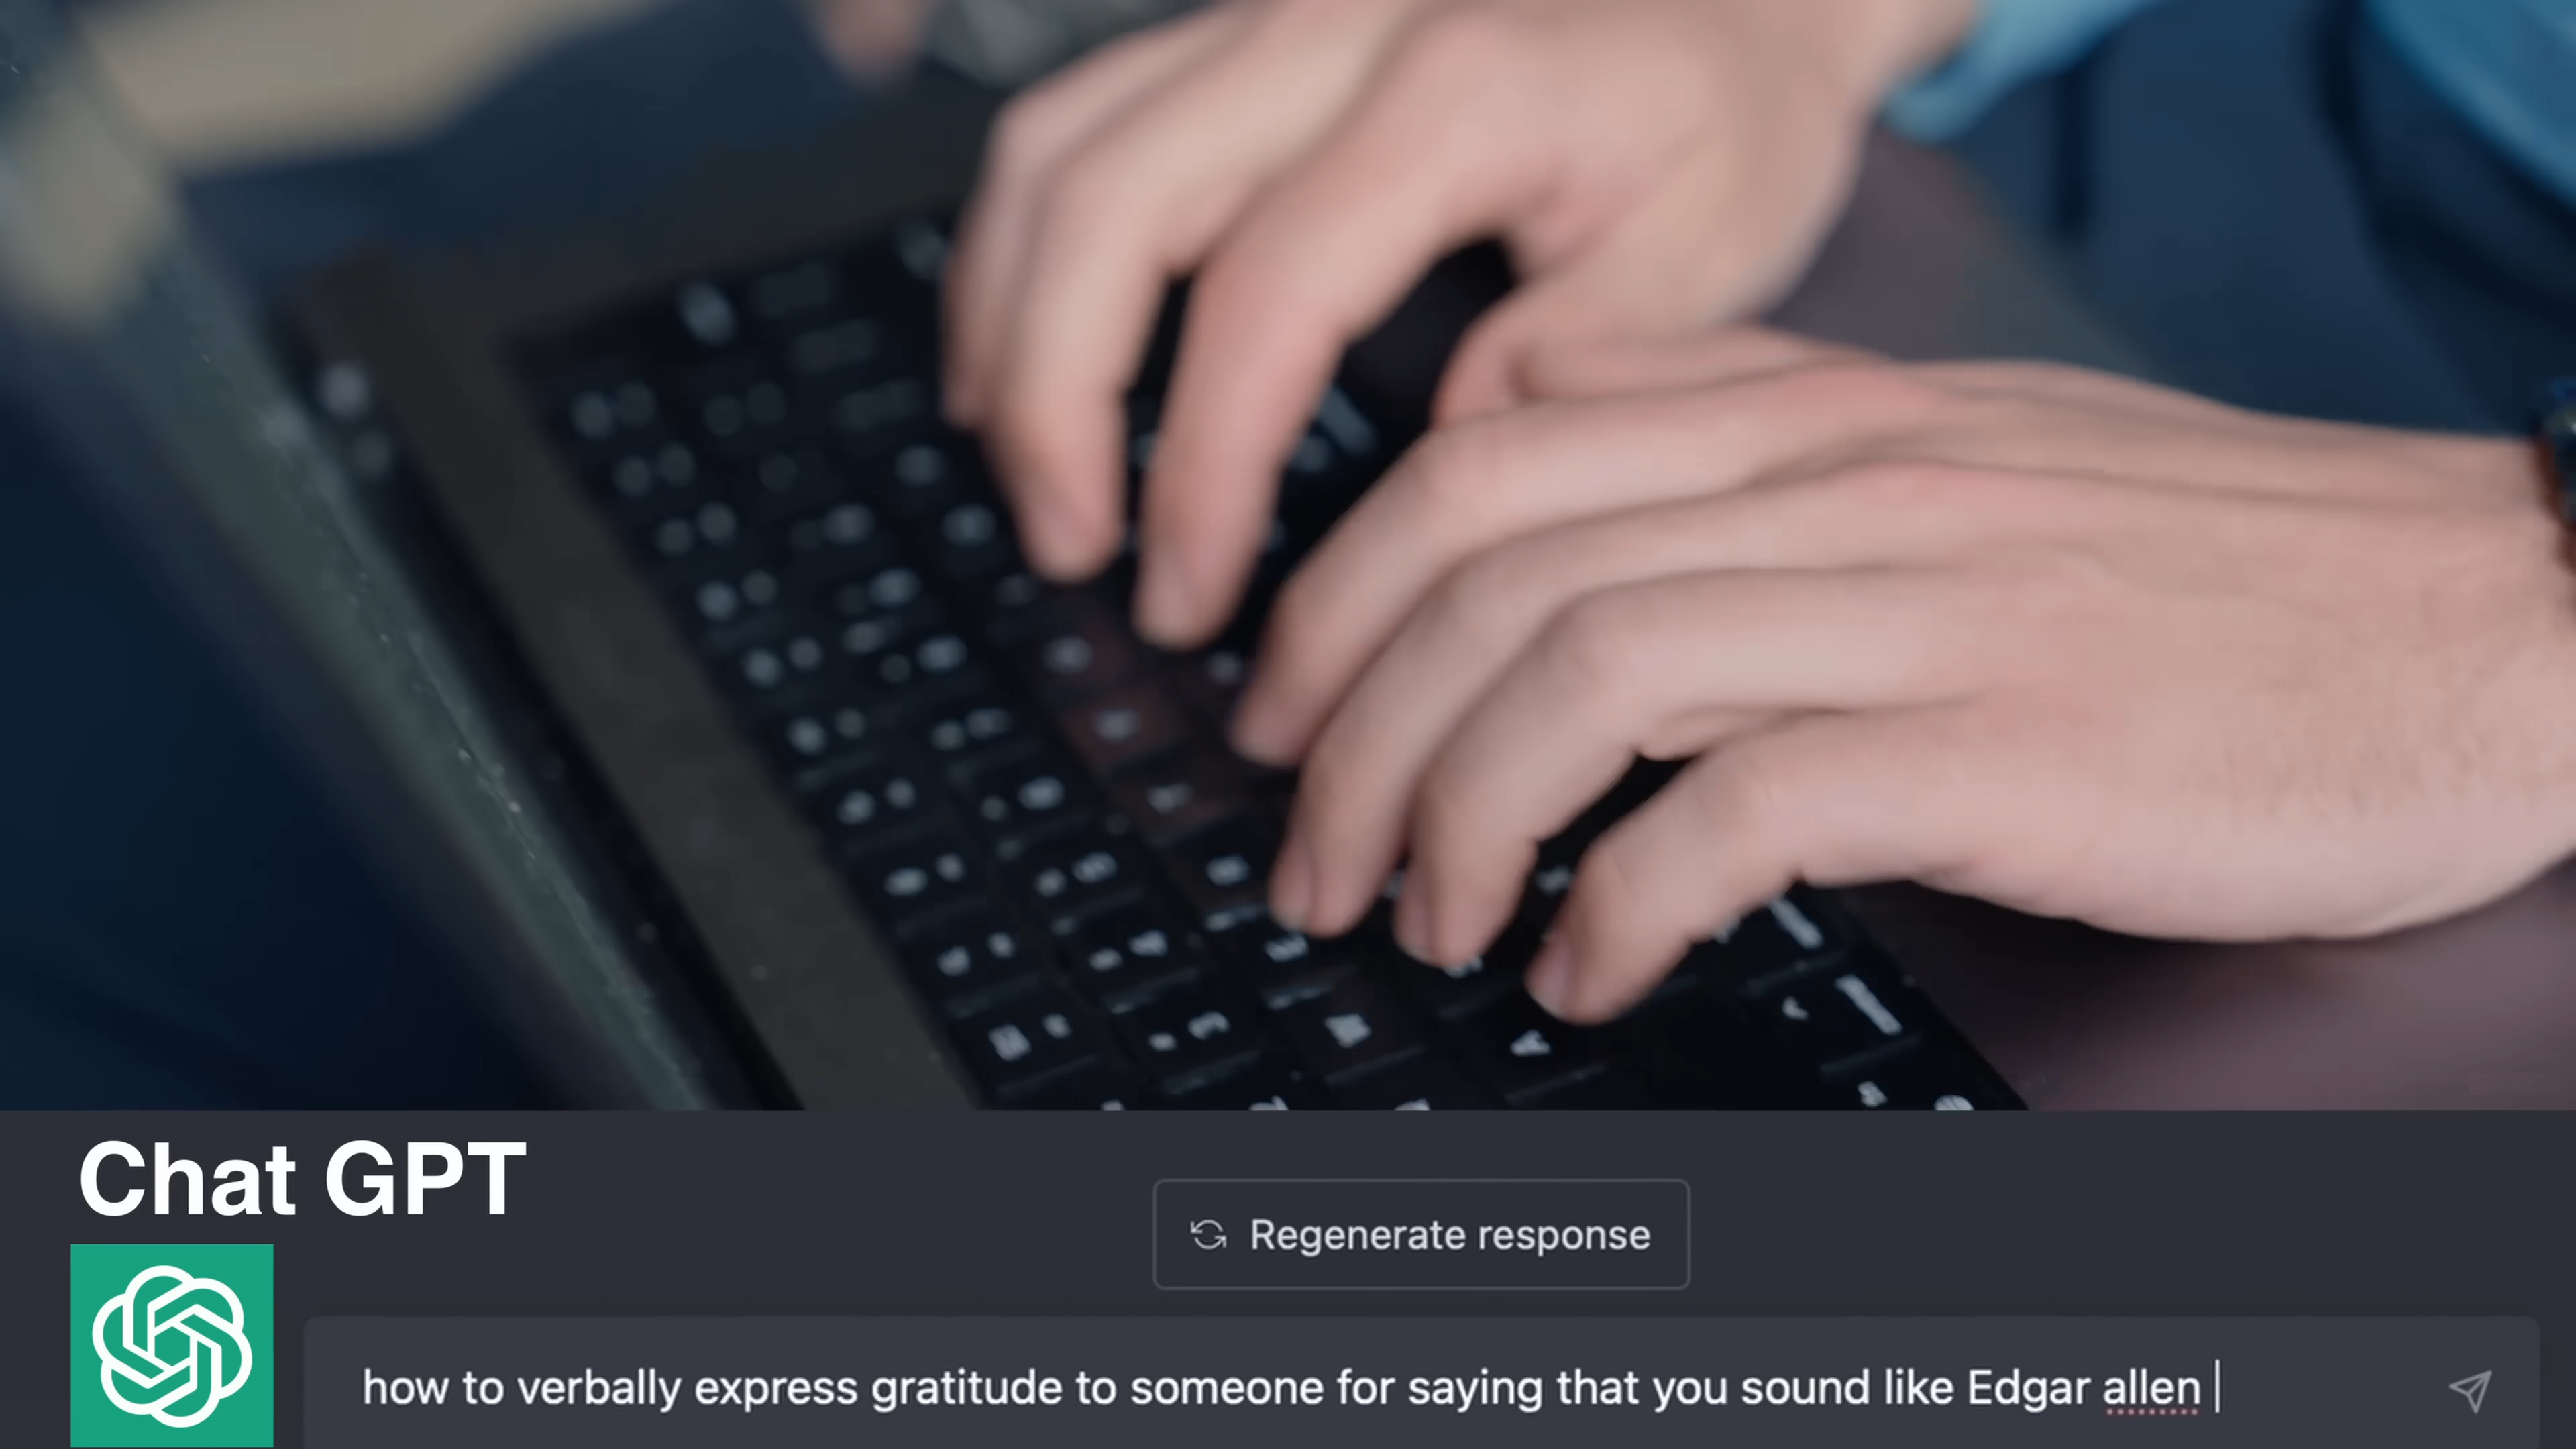 Chat GPT
Regenerate response
how to verbally express gratitude to someone for saying that you sound like Edgar allen